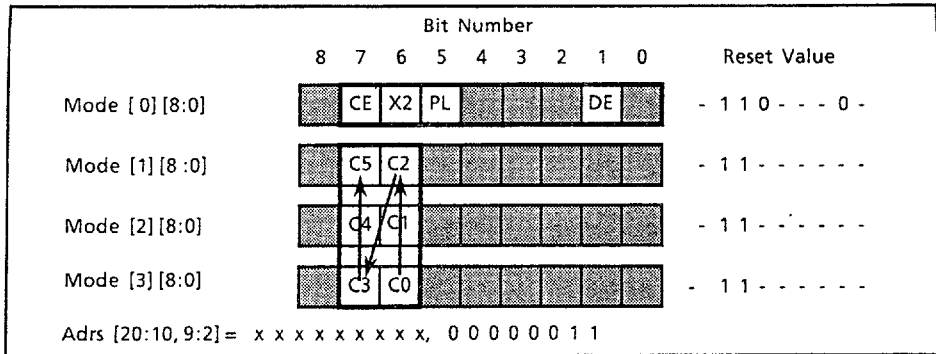 Bit Number
8 7 6 5 4 3 2 1 0 Reset Value
Mode [ 0] [8:0] CE X2 PL DE - 1 1 0 - - - 0 -
Mode [1] [8 :0] C5 C2 - 1 1 - - - - - -
Mode [2] [8:0] C4 C1 - 1 1 - - - - - -
Mode [3] [8:0] C3 C0 - 1 1 - - - - - -
Adrs [20:10, 9:2] = x x x x x x x x x, 0 0 0 0 0 0 1 1